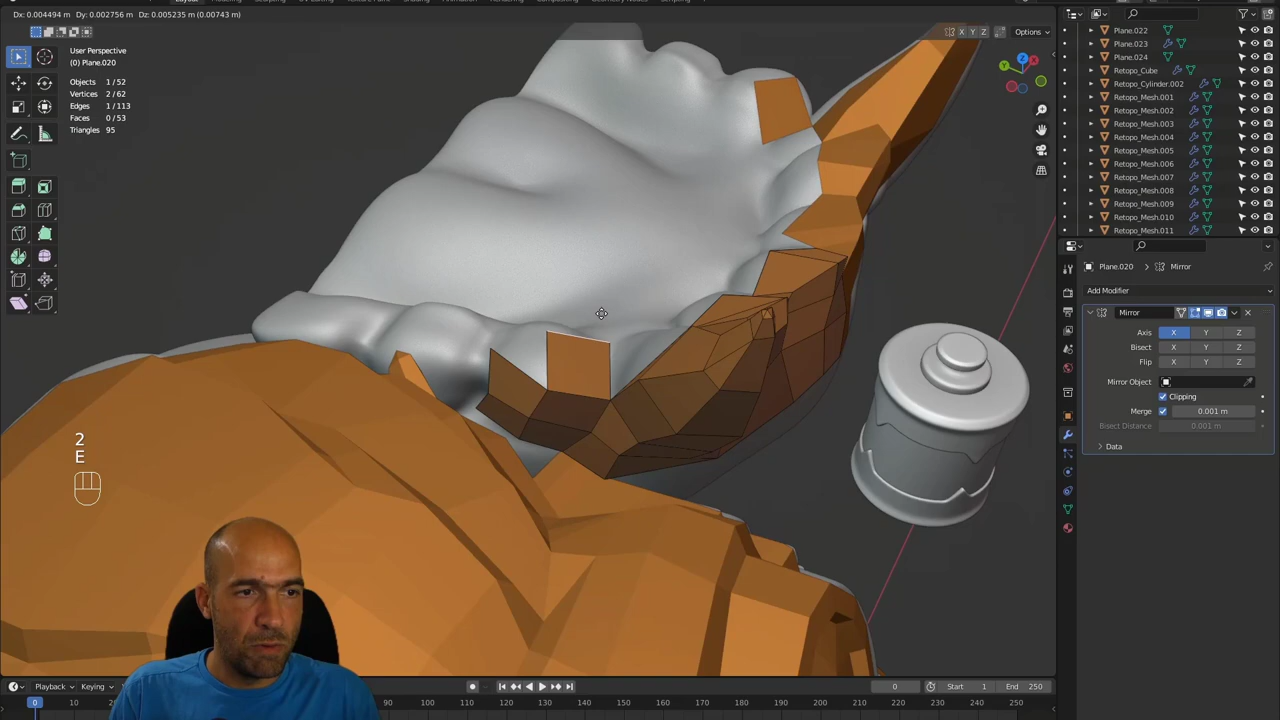 Layout
Dx: 0.004494 m Dy: 0.002756 m Dz: 0.005235 m (0.00743 m)
X Y Z Options
User Perspective
(0) Plane.020
Objects 1/52
Vertices 2/62
Edges 1/113
Faces 0/53
Triangles 95
Plane.022
Plane.023
Plane.024
Retopo_Cube
Retopo_Cylinder.002
Retopo_Mesh.001
Retopo_Mesh.002
Retopo_Mesh.003
Retopo_Mesh.004
Retopo_Mesh.005
Retopo_Mesh.006
Retopo_Mesh.007
Retopo_Mesh.008
Retopo_Mesh.009
Retopo_Mesh.010
Retopo_Mesh.011
Plane.020 Mirror
Add Modifier
Mirror
Axis X Y Z
Bisect X Y Z
Flip X Y Z
Mirror Object
Clipping
Merge 0.001 m
Bisect Distance 0.001 m
Data
Z Y X
2
E
Playback Keying 0 Start 1 End 250
0 10 80 90 100 110 120 130 140 150 160 170 180 190 200 210 220 230 240 250